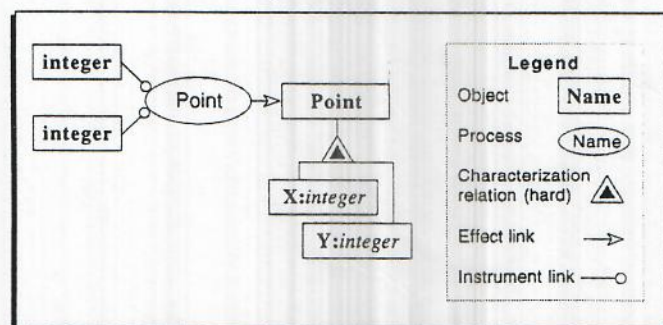 integer
integer
Point
Point
X:integer
Y:integer
Legend
Object
Name
Process
Name
Characterization
relation (hard)
Effect link
Instrument link